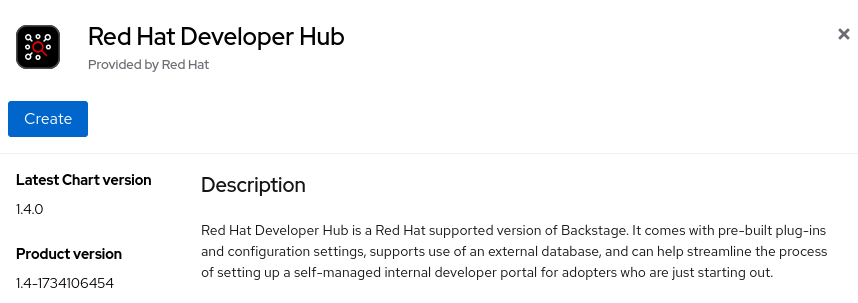 Red Hat Developer Hub
Provided by Red Hat
Create
Latest Chart version
1.4.0
Product version
1.4-1734106454
Description
Red Hat Developer Hub is a Red Hat supported version of Backstage. It comes with pre-built plug-ins
and configuration settings, supports use of an external database, and can help streamline the process
of setting up a self-managed internal developer portal for adopters who are just starting out.